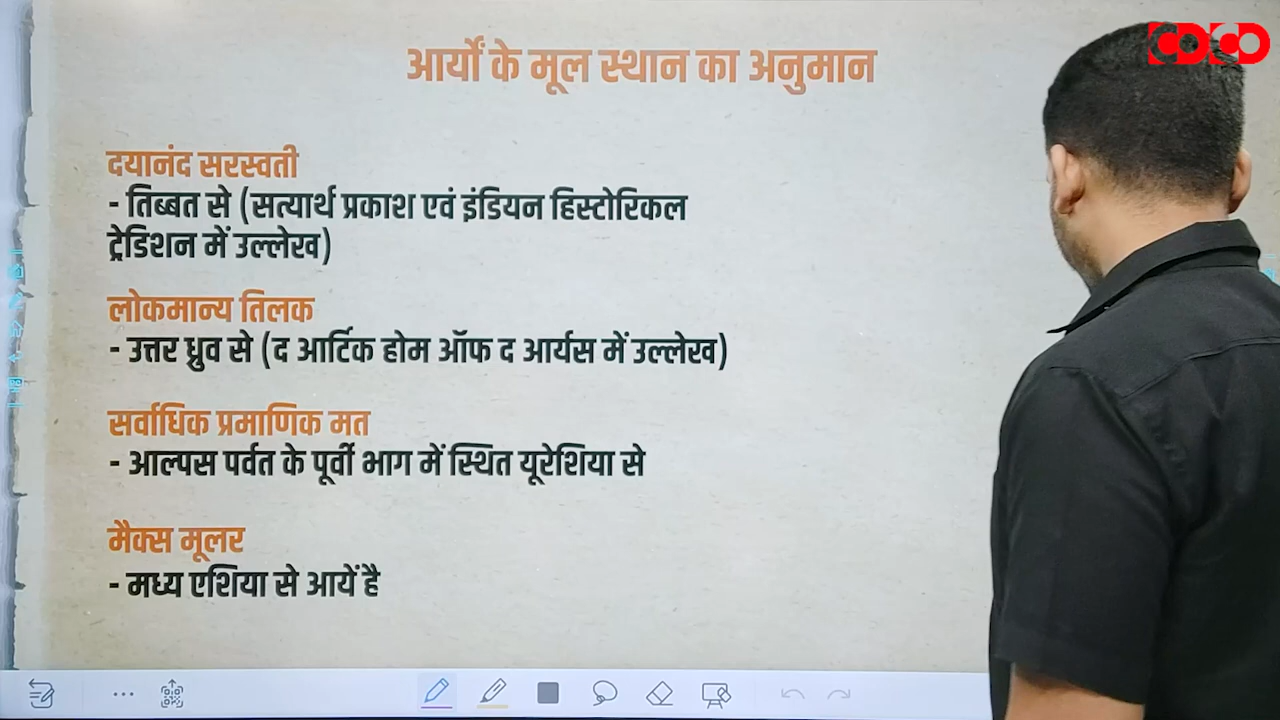 आर्यों के मूल स्थान का अनुमान
दयानंद सरस्वती
- तिब्बत से (सत्यार्थ प्रकाश एवं इंडियन हिस्टोरिकल
ट्रेडिशन में उल्लेख)
लोकमान्य तिलक
- उत्तर ध्रुव से (द आर्टिक होम ऑफ द आर्यस में उल्लेख)
सर्वाधिक प्रमाणिक मत
- आल्पस पर्वत के पूर्वी भाग में स्थित यूरेशिया से
मैक्स मूलर
- मध्य एशिया से आयें है